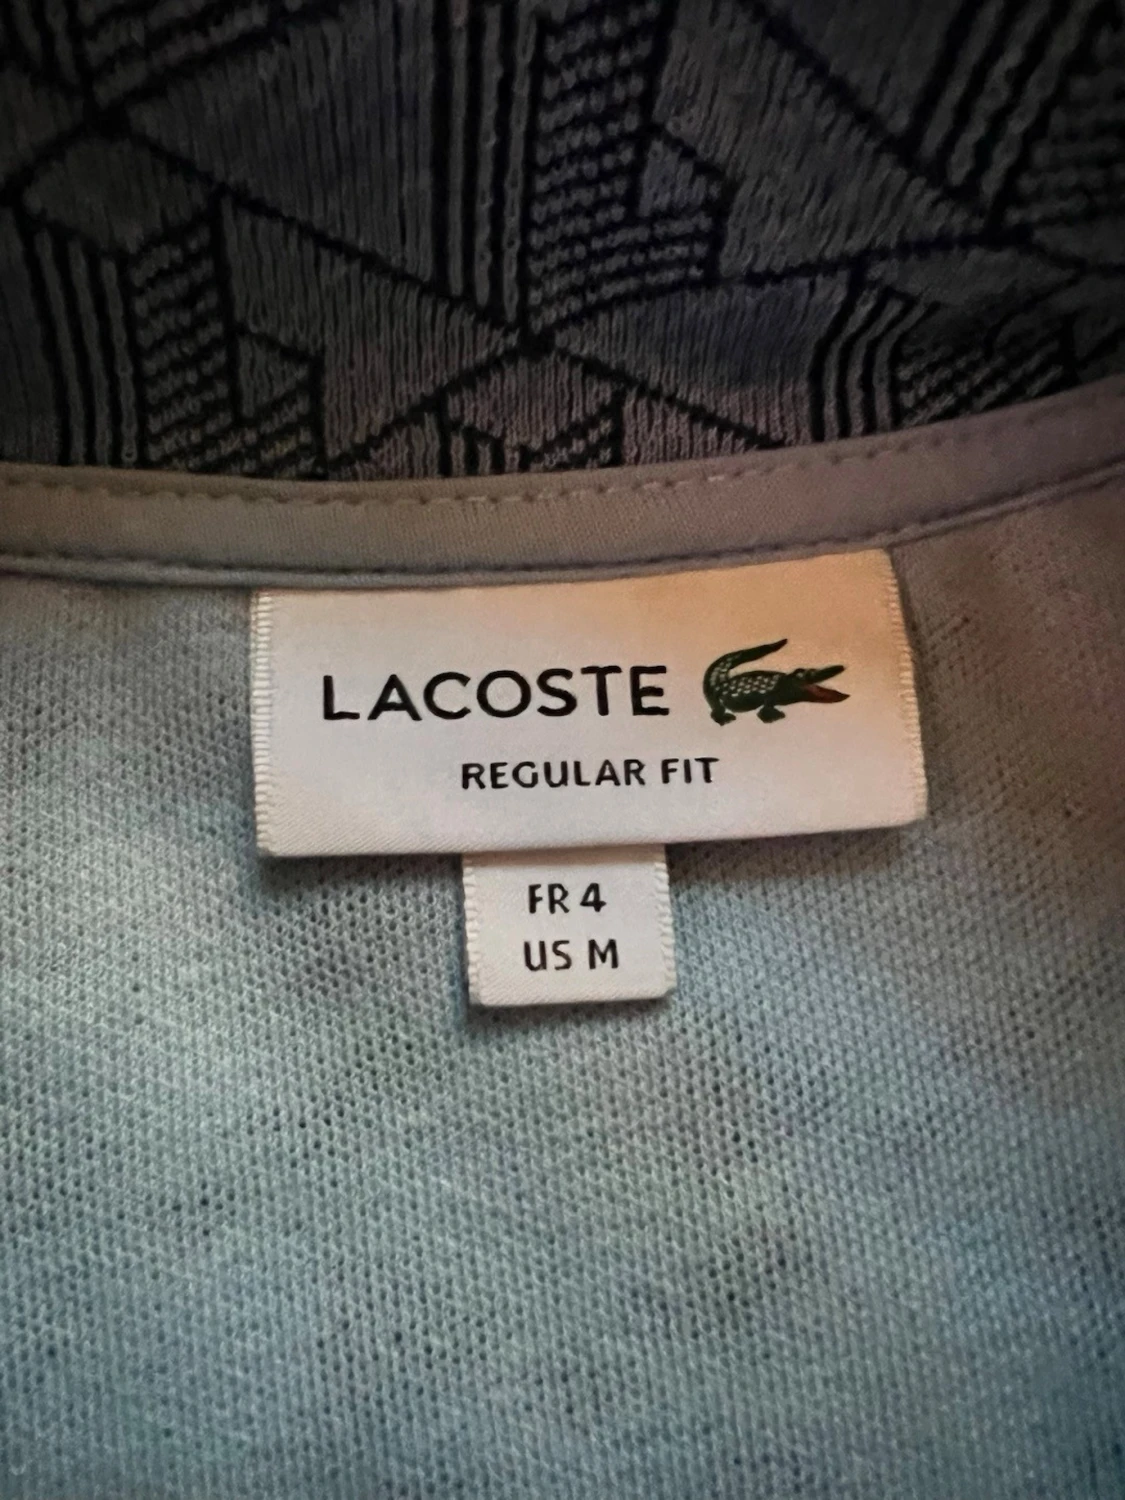 LACOSTE
REGULAR FIT
FR 4
US M